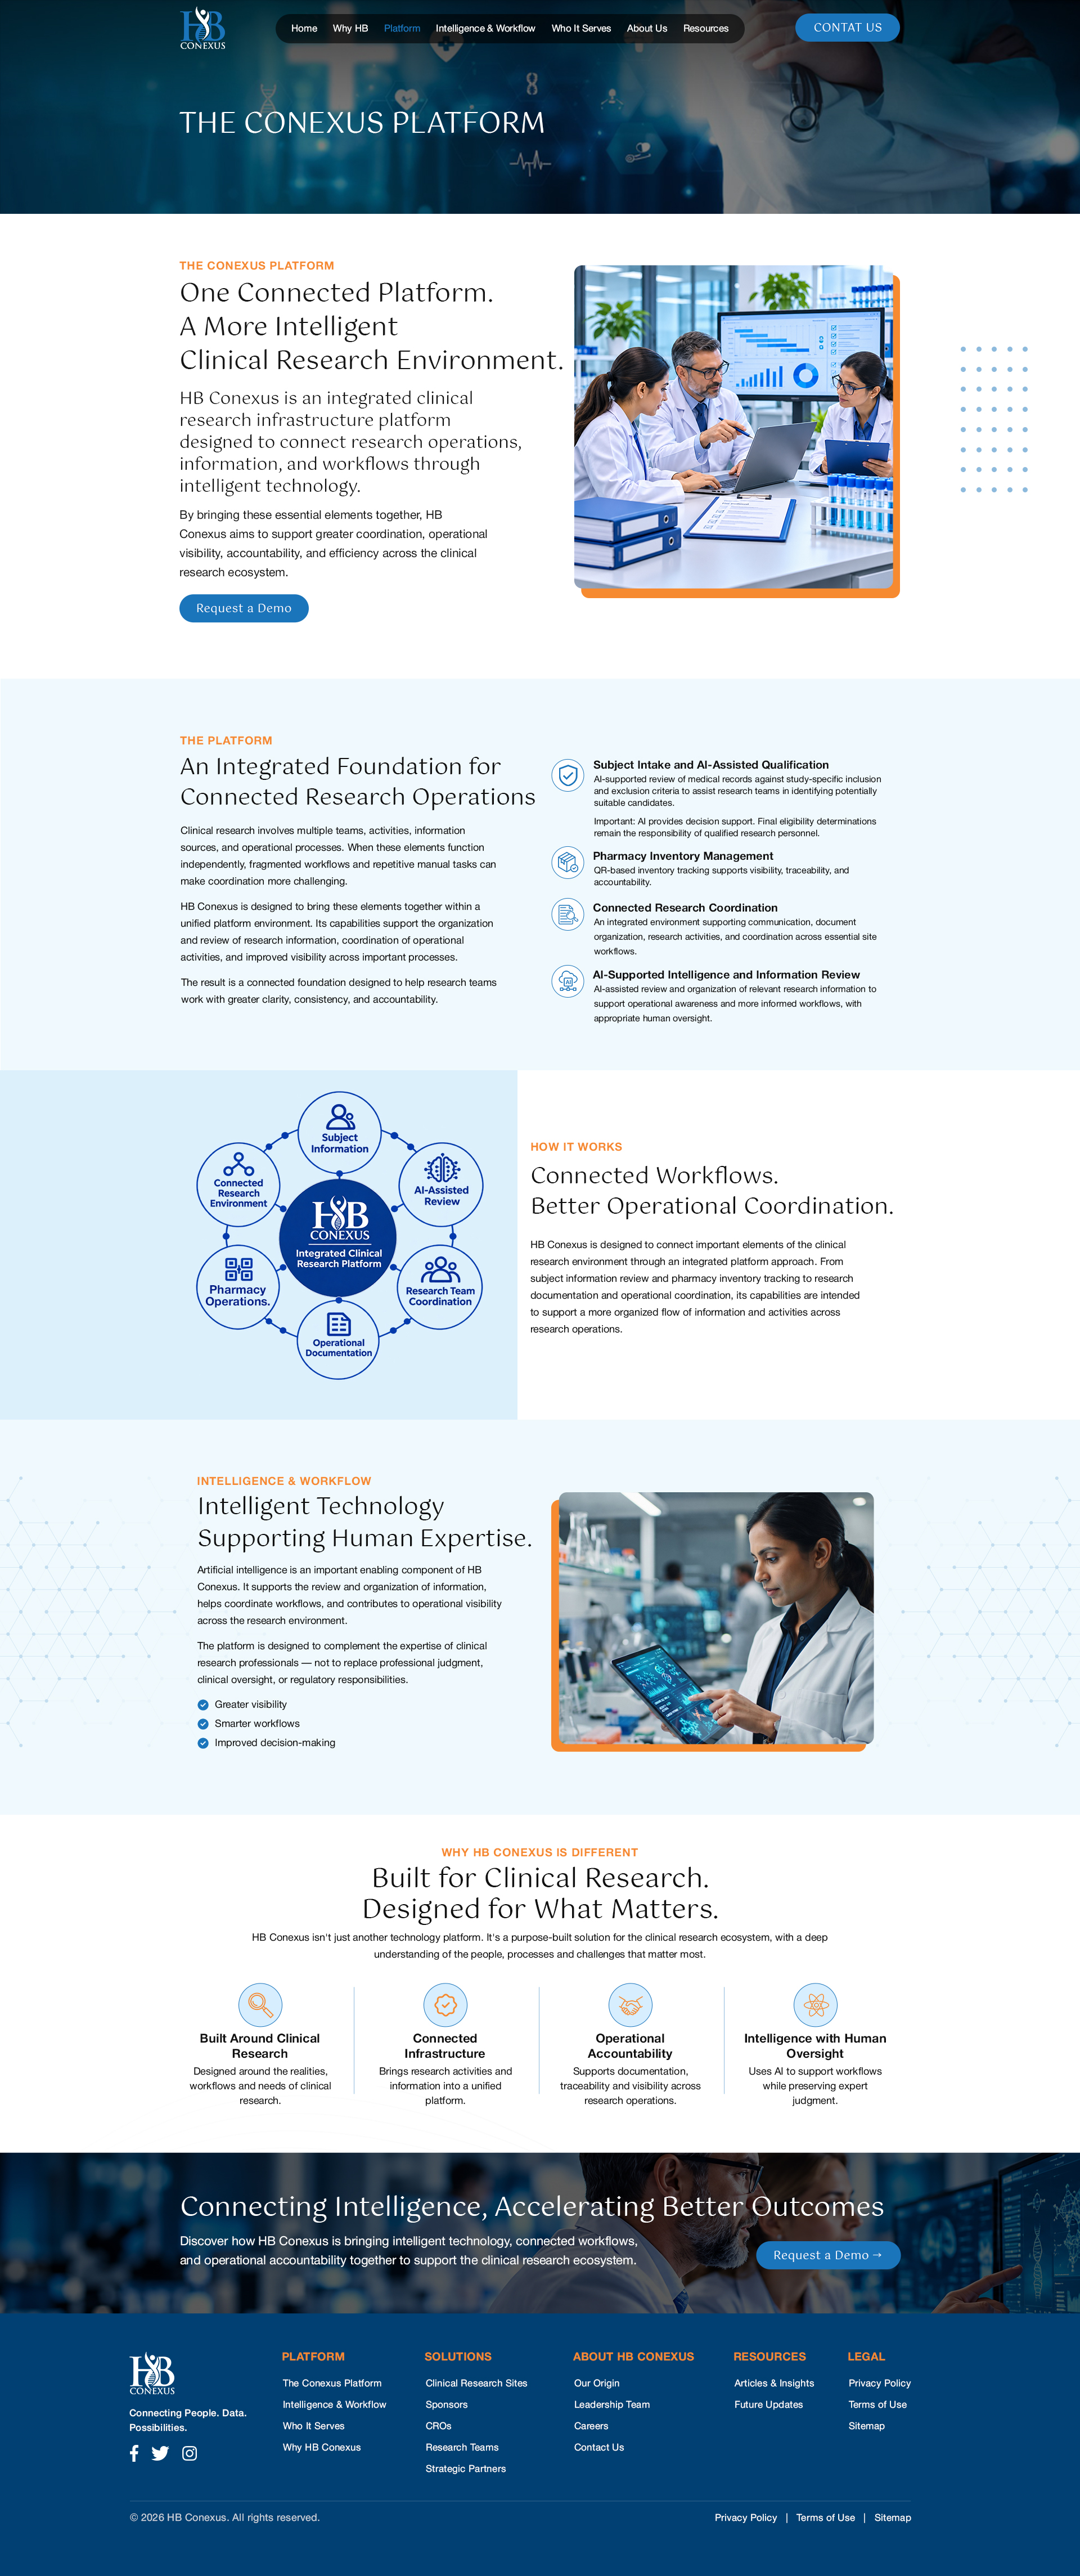 HB
CONEXUS
Home Why HB Platform Intelligence & Workflow Who It Serves About Us Resources
CONTAT US
THE CONEXUS PLATFORM
THE CONEXUS PLATFORM
One Connected Platform.
A More Intelligent
Clinical Research Environment.
HB Conexus is an integrated clinical
research infrastructure platform
designed to connect research operations,
information, and workflows through
intelligent technology.
By bringing these essential elements together, HB
Conexus aims to support greater coordination, operational
visibility, accountability, and efficiency across the clinical
research ecosystem.
Request a Demo
THE PLATFORM
An Integrated Foundation for
Connected Research Operations
Clinical research involves multiple teams, activities, information
sources, and operational processes. When these elements function
independently, fragmented workflows and repetitive manual tasks can
make coordination more challenging.
HB Conexus is designed to bring these elements together within a
unified platform environment. Its capabilities support the organization
and review of research information, coordination of operational
activities, and improved visibility across important processes.
The result is a connected foundation designed to help research teams
work with greater clarity, consistency, and accountability.
Subject Intake and AI-Assisted Qualification
AI-supported review of medical records against study-specific inclusion
and exclusion criteria to assist research teams in identifying potentially
suitable candidates.
Important: AI provides decision support. Final eligibility determinations
remain the responsibility of qualified research personnel.
Pharmacy Inventory Management
QR-based inventory tracking supports visibility, traceability, and
accountability.
Connected Research Coordination
An integrated environment supporting communication, document
organization, research activities, and coordination across essential site
workflows.
AI
AI-Supported Intelligence and Information Review
AI-assisted review and organization of relevant research information to
support operational awareness and more informed workflows, with
appropriate human oversight.
Subject
Information
Connected
Research
Environment
AI-Assisted
Review
HB
CONEXUS
Integrated Clinical
Research Platform
Pharmacy
Operations.
Research Team
Coordination
Operational
Documentation
HOW IT WORKS
Connected Workflows.
Better Operational Coordination.
HB Conexus is designed to connect important elements of the clinical
research environment through an integrated platform approach. From
subject information review and pharmacy inventory tracking to research
documentation and operational coordination, its capabilities are intended
to support a more organized flow of information and activities across
research operations.
INTELLIGENCE & WORKFLOW
Intelligent Technology
Supporting Human Expertise.
Artificial intelligence is an important enabling component of HB
Conexus. It supports the review and organization of information,
helps coordinate workflows, and contributes to operational visibility
across the research environment.
The platform is designed to complement the expertise of clinical
research professionals — not to replace professional judgment,
clinical oversight, or regulatory responsibilities.
Greater visibility
Smarter workflows
Improved decision-making
WHY HB CONEXUS IS DIFFERENT
Built for Clinical Research.
Designed for What Matters.
HB Conexus isn't just another technology platform. It's a purpose-built solution for the clinical research ecosystem, with a deep
understanding of the people, processes and challenges that matter most.
Built Around Clinical
Research
Designed around the realities,
workflows and needs of clinical
research.
Connected
Infrastructure
Brings research activities and
information into a unified
platform.
Operational
Accountability
Supports documentation,
traceability and visibility across
research operations.
Intelligence with Human
Oversight
Uses AI to support workflows
while preserving expert
judgment.
Connecting Intelligence, Accelerating Better Outcomes
Discover how HB Conexus is bringing intelligent technology, connected workflows,
and operational accountability together to support the clinical research ecosystem.
Request a Demo →
HB
CONEXUS
Connecting People. Data.
Possibilities.
PLATFORM
The Conexus Platform
Intelligence & Workflow
Who It Serves
Why HB Conexus
SOLUTIONS
Clinical Research Sites
Sponsors
CROs
Research Teams
Strategic Partners
ABOUT HB CONEXUS
Our Origin
Leadership Team
Careers
Contact Us
RESOURCES
Articles & Insights
Future Updates
LEGAL
Privacy Policy
Terms of Use
Sitemap
© 2026 HB Conexus. All rights reserved.
Privacy Policy | Terms of Use | Sitemap